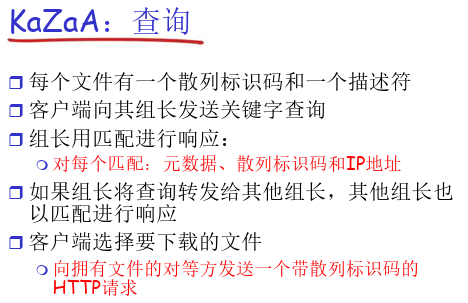 KaZaA：查询
每个文件有一个散列标识码和一个描述符
客户端向其组长发送关键字查询
组长用匹配进行响应：
对每个匹配：元数据、散列标识码和IP地址
如果组长将查询转发给其他组长，其他组长也
以匹配进行响应
客户端选择要下载的文件
向拥有文件的对等方发送一个带散列标识码的
HTTP请求